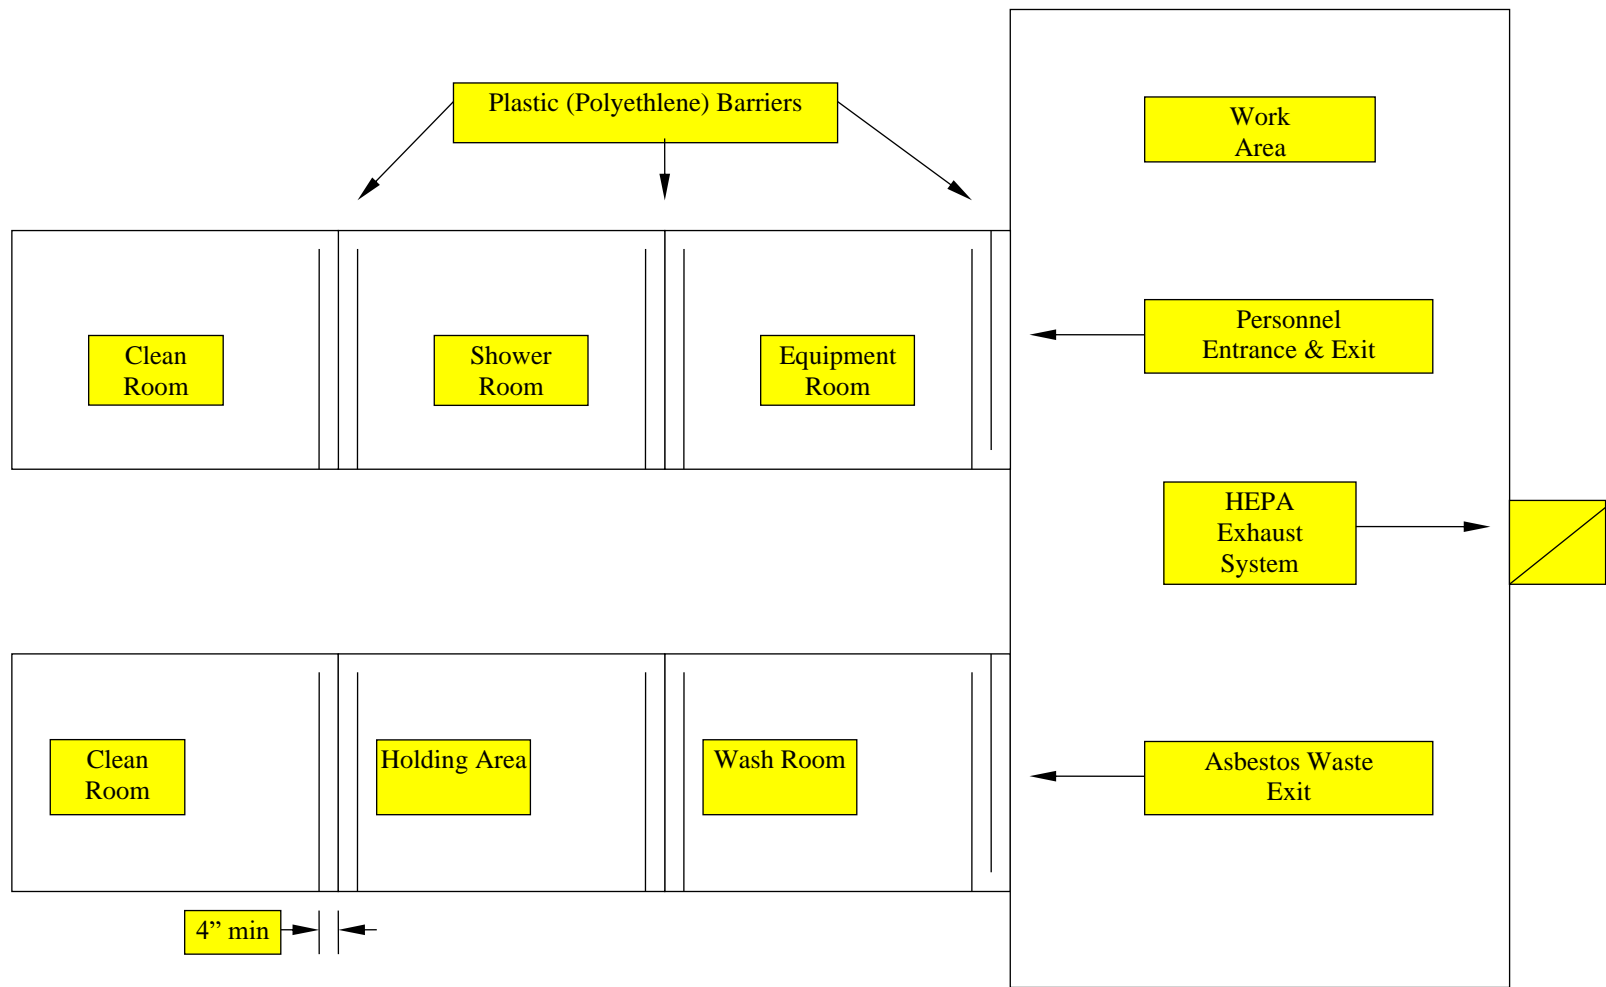 Plastic (Polyethlene) Barriers
Work
Area
Personnel
Entrance & Exit
Clean
Room
Shower
Room
Equipment
Room
HEPA
Exhaust
System
Clean
Room
Holding Area
Wash Room
Asbestos Waste
Exit
4” min